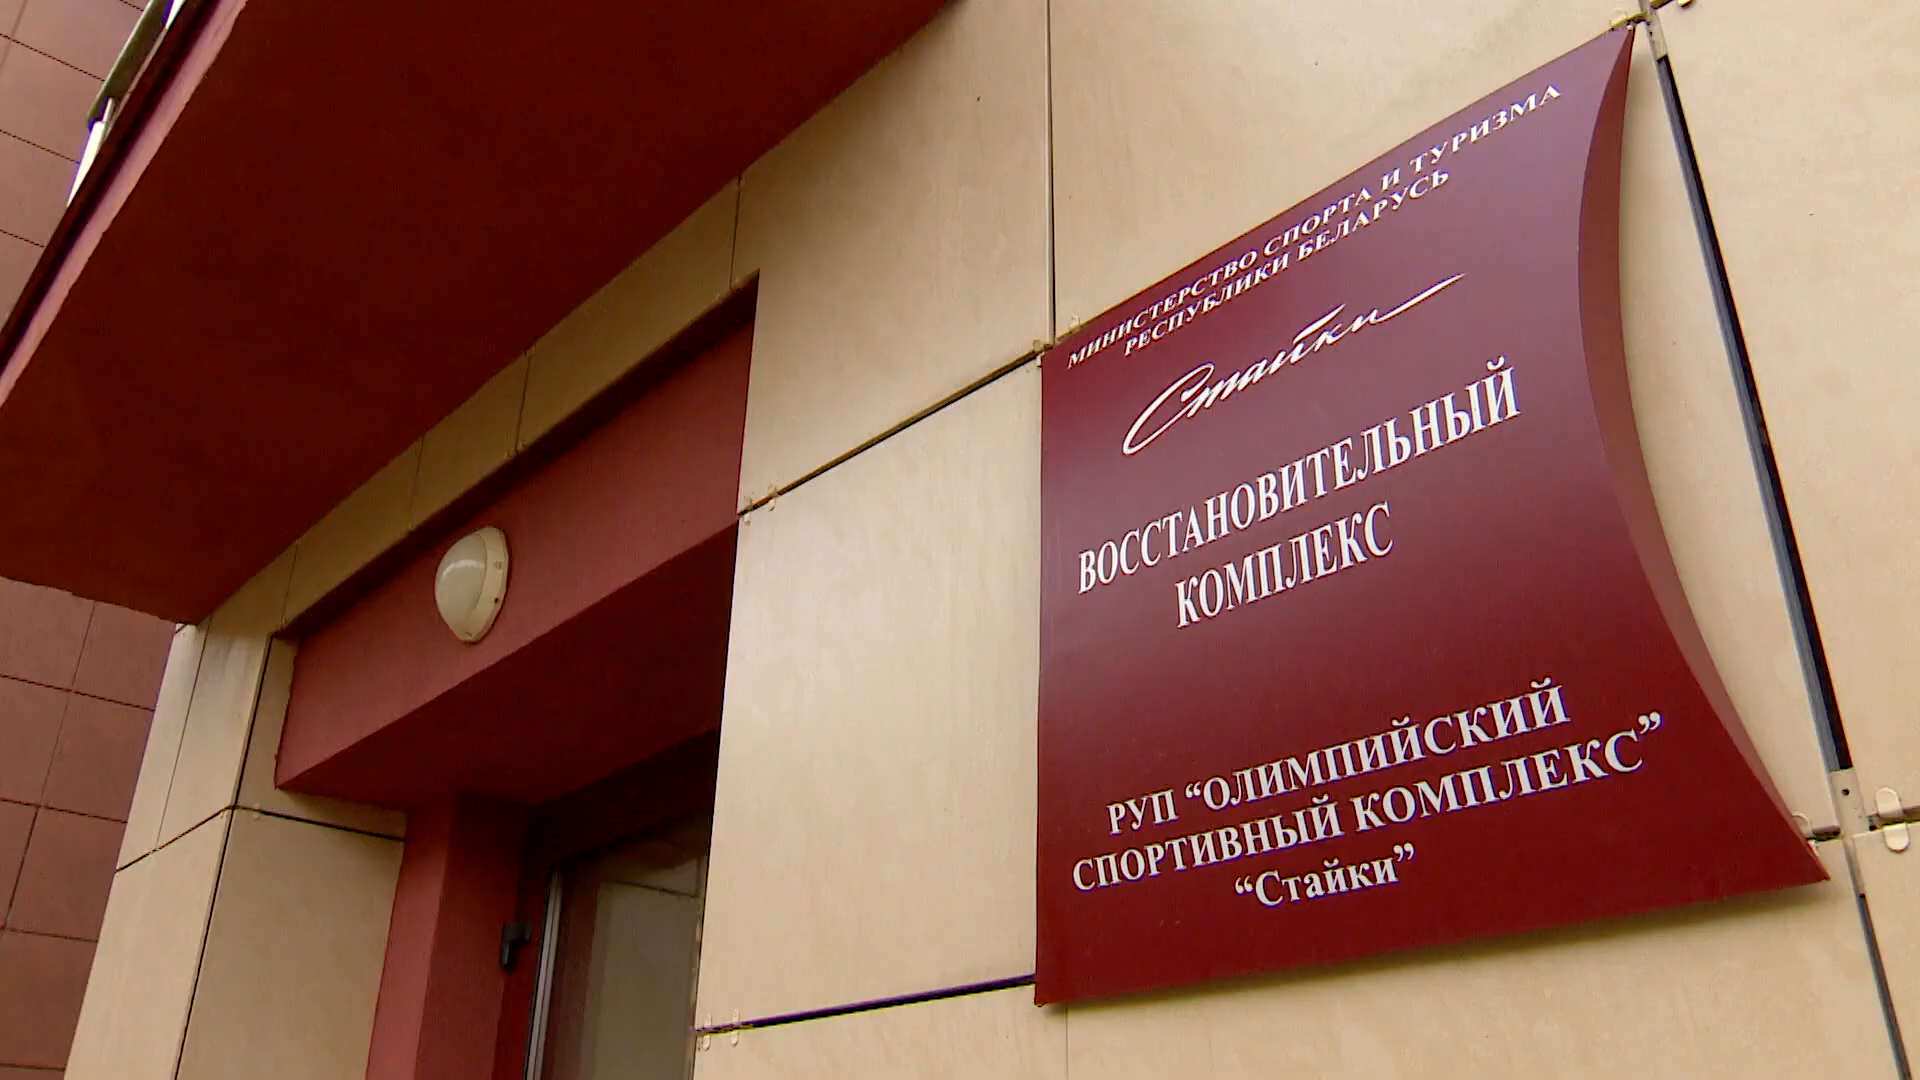 МИНИСТЕРСТВО СПОРТА И ТУРИЗМА
РЕСПУБЛИКИ БЕЛАРУСЬ
Стайки
ВОССТАНОВИТЕЛЬНЫЙ
КОМПЛЕКС
РУП “ОЛИМПИЙСКИЙ
СПОРТИВНЫЙ КОМПЛЕКС”
“Стайки”